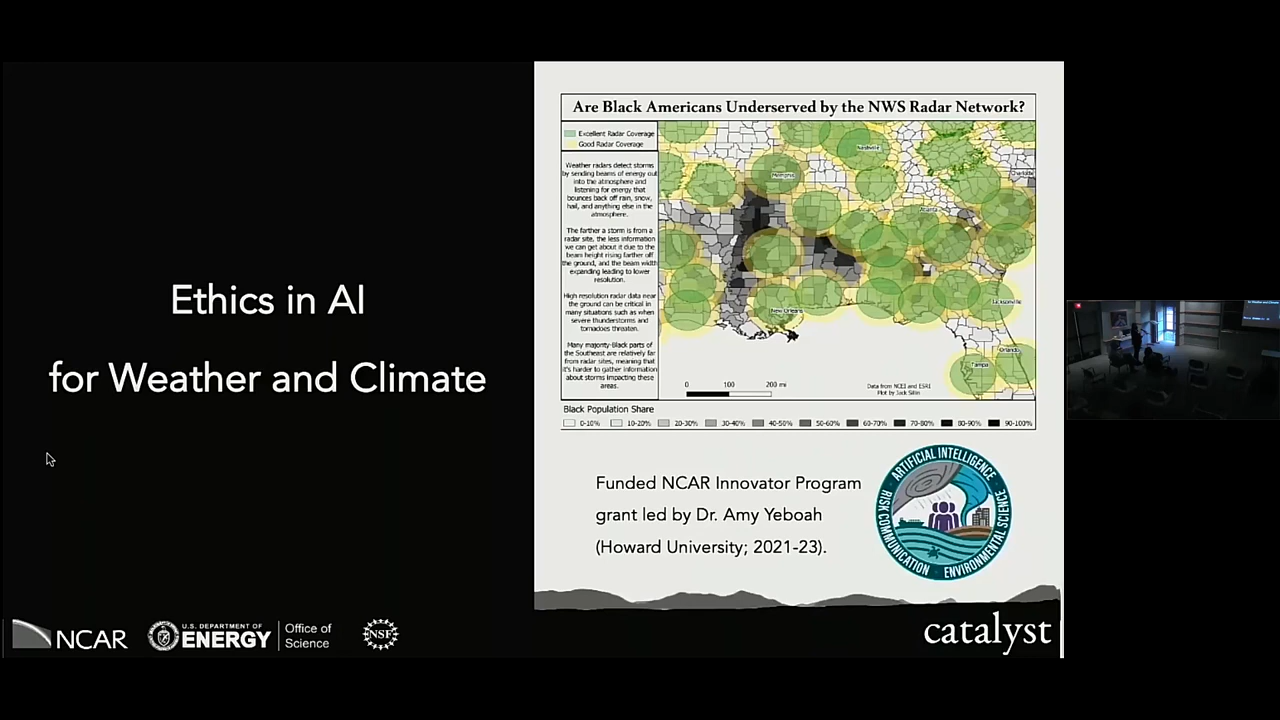 Ethics in AI
for Weather and Climate
NCAR
U.S. DEPARTMENT OF
ENERGY
Office of
Science
NSF
Are Black Americans Underserved by the NWS Radar Network?
Excellent Radar Coverage
Good Radar Coverage
Weather radars detect storms
by sending beams of energy out
into the atmosphere and
listening for energy that
bounces back off rain, snow,
hail, and anything else in the
atmosphere.
The farther a storm is from a
radar site, the less information
we can get about it due to the
beam height rising farther off
the ground, and the beam width
expanding leading to lower
resolution.
High resolution radar data near
the ground can be critical in
many situations such as when
severe thunderstorms and
tornadoes threaten.
Many majority-Black parts of
the Southeast are relatively far
from radar sites, meaning that
it's harder to gather information
about storms impacting these
areas.
Nashville
Memphis
Charlotte
Atlanta
New Orleans
Jacksonville
Orlando
Tampa
0 100 200 mi
Data from NCEI and ESRI
Plot by Jack Sillin
Black Population Share
0-10% 10-20% 20-30% 30-40% 40-50% 50-60% 60-70% 70-80% 80-90% 90-100%
Funded NCAR Innovator Program
grant led by Dr. Amy Yeboah
(Howard University; 2021-23).
ARTIFICIAL INTELLIGENCE
RISK COMMUNICATION
ENVIRONMENTAL SCIENCE
catalyst